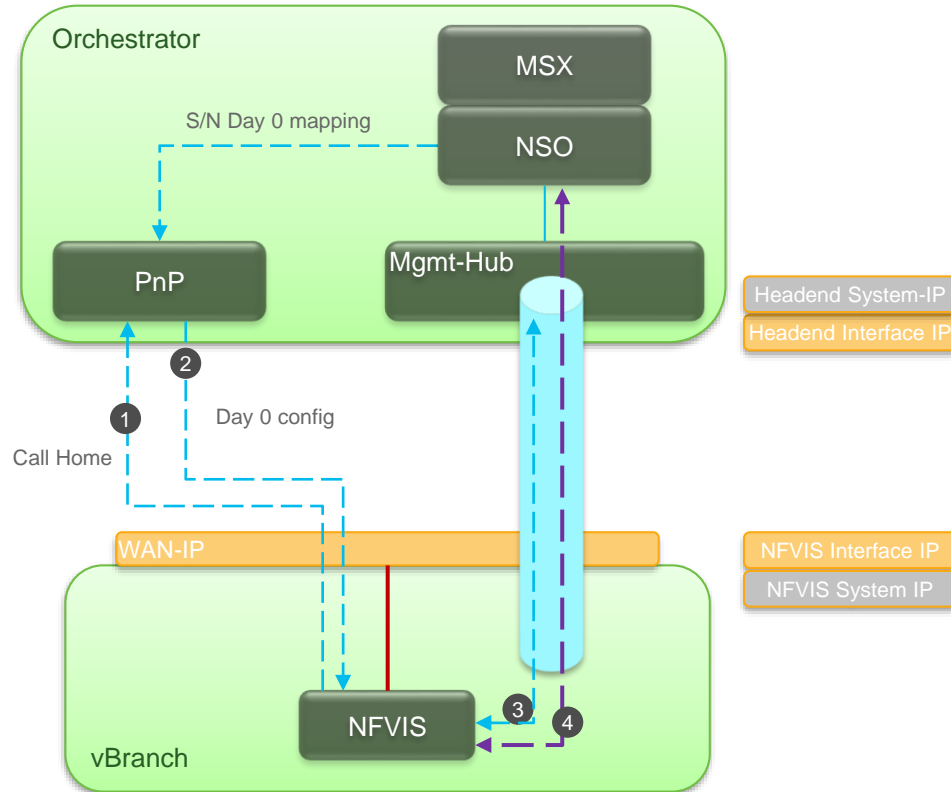 Orchestrator
MSX
S/N Day 0 mapping
NSO
Mgmt-Hub
PnP
Headend System-IP
Headend Interface IP
2
1
Day 0 config
Call Home
WAN-IP
NFVIS Interface IP
NFVIS System IP
3
4
NFVIS
vBranch